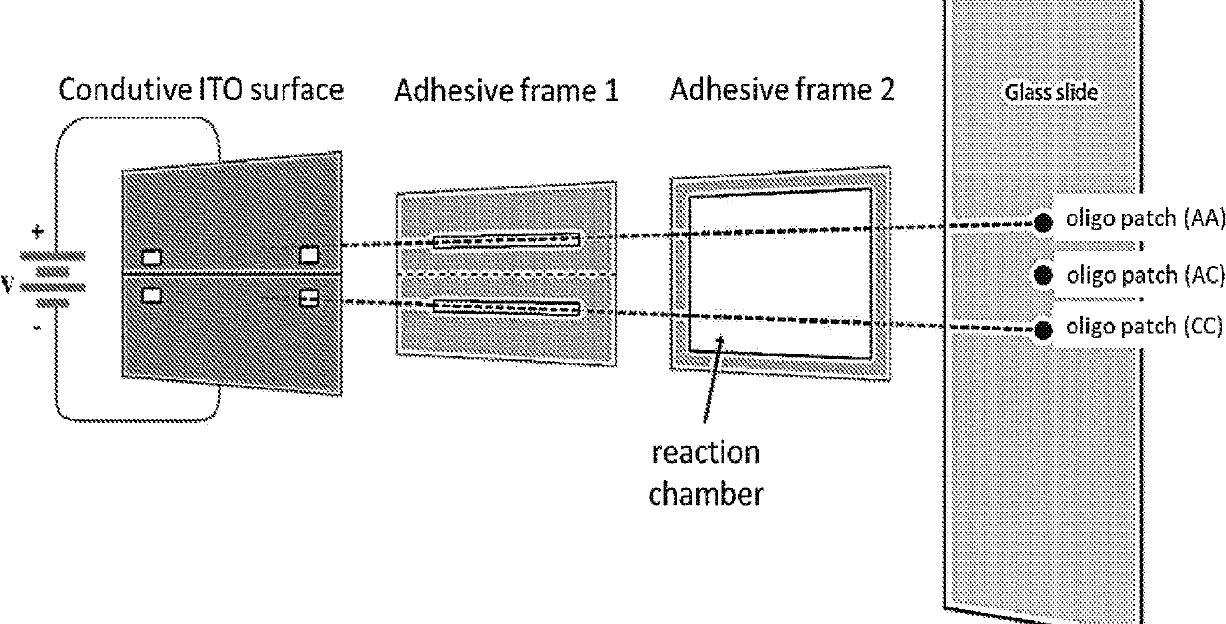 Condutive ITO surface
Adhesive frame 1
Adhesive frame 2
Glass slide
+
V
-
oligo patch (AA)
oligo patch (AC)
oligo patch (CC)
reaction
chamber